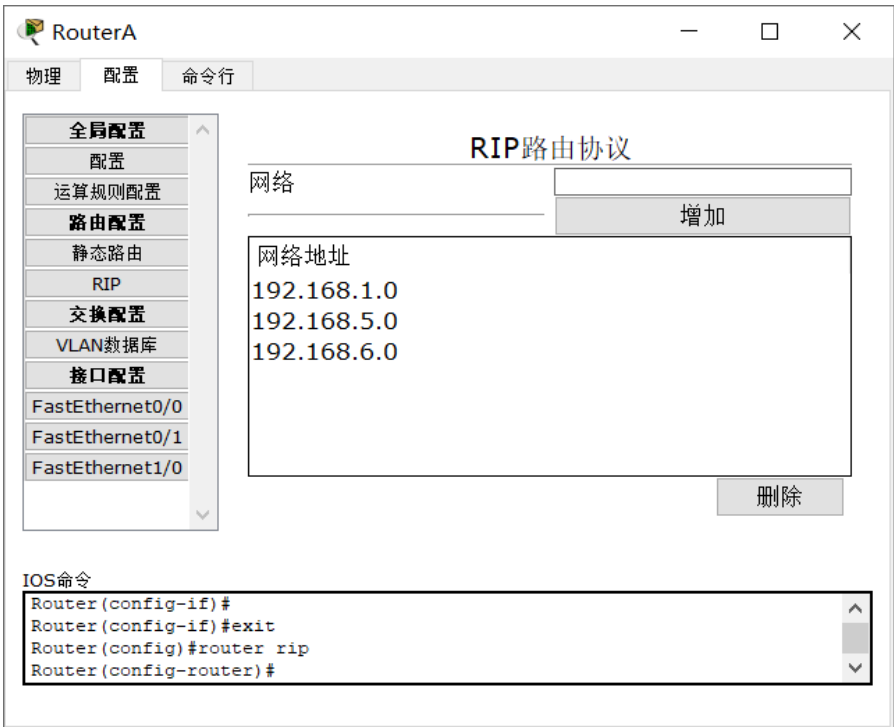 RouterA
物理 配置 命令行
全局配置
配置
运算规则配置
路由配置
静态路由
RIP
交换配置
VLAN数据库
接口配置
FastEthernet0/0
FastEthernet0/1
FastEthernet1/0
RIP路由协议
网络
增加
网络地址
192.168.1.0
192.168.5.0
192.168.6.0
删除
IOS命令
Router(config-if)#
Router(config-if)#exit
Router(config)#router rip
Router(config-router)#